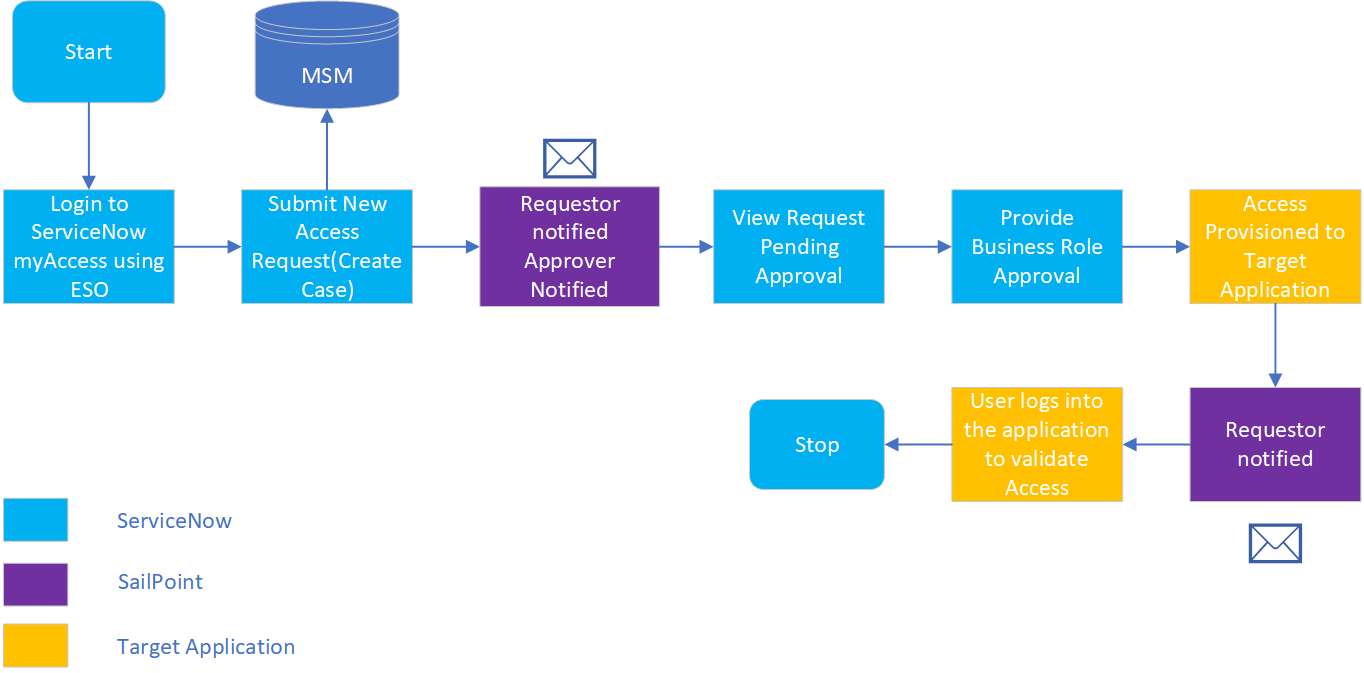 Start
MSM
Login to
ServiceNow
myAccess using
ESO
Submit New
Access
Request(Create
Case)
Requestor
notified
Approver
Notified
View Request
Pending
Approval
Provide
Business Role
Approval
Access
Provisioned to
Target
Application
Requestor
notified
User logs into
the application
to validate
Access
Stop
ServiceNow
SailPoint
Target Application